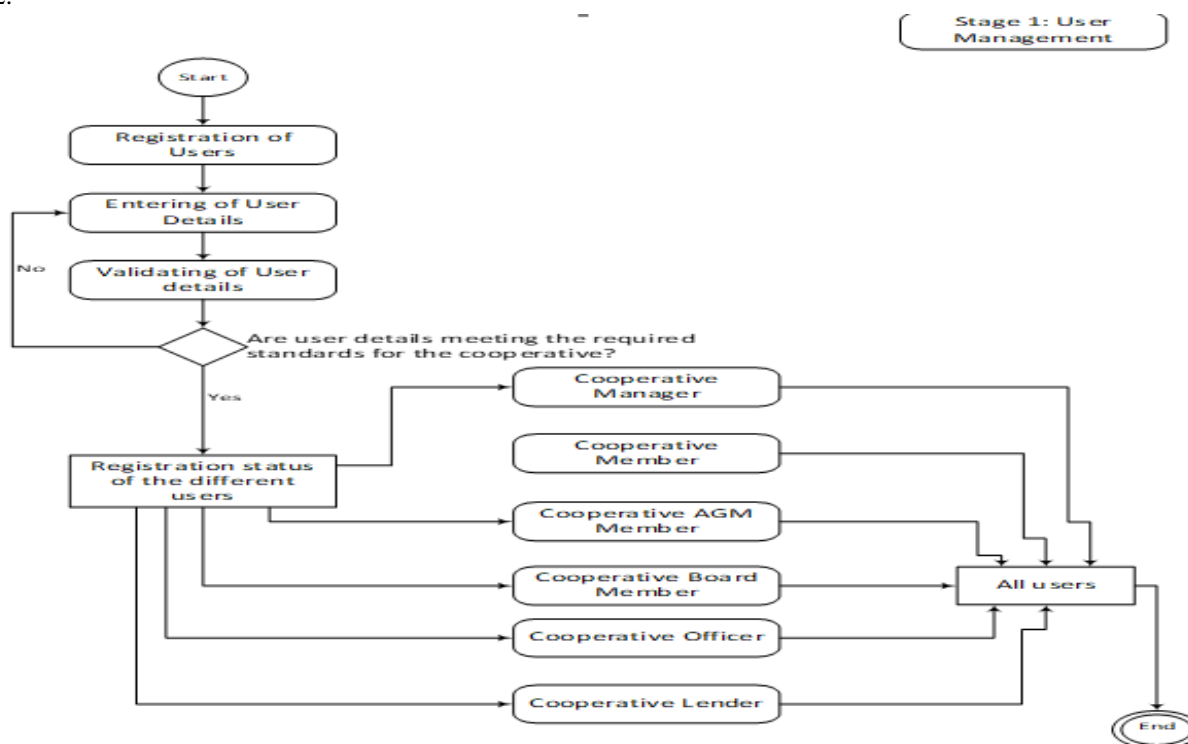 Stage 1: User
Management
Start
Registration of
Users
Entering of User
Details
No
Validating of User
details
Are user details meeting the required
standards for the cooperative?
Yes
Cooperative
Manager
Cooperative
Member
Registration status
of the different
users
Cooperative AGM
Member
Cooperative Board
Member
All users
Cooperative Officer
Cooperative Lender
End